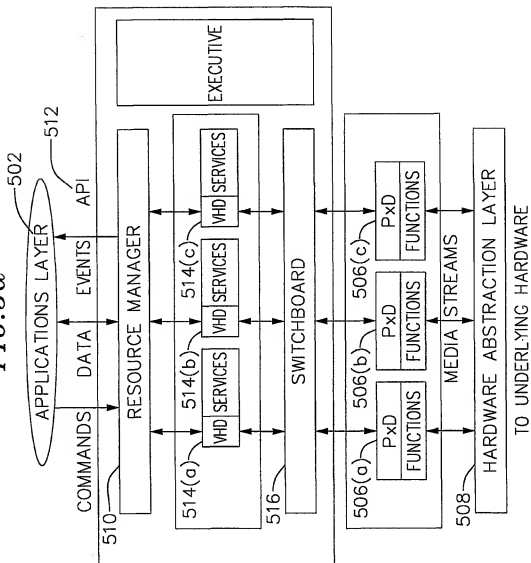 APPLICATIONS LAYER
502
COMMANDS
DATA
EVENTS
API
512
510
RESOURCE MANAGER
EXECUTIVE
514(a)
VHD
SERVICES
514(b)
VHD
SERVICES
514(c)
VHD
SERVICES
516
SWITCHBOARD
506(a)
PxD
FUNCTIONS
506(b)
PxD
FUNCTIONS
506(c)
PxD
FUNCTIONS
MEDIA STREAMS
508
HARDWARE ABSTRACTION LAYER
TO UNDERLYING HARDWARE